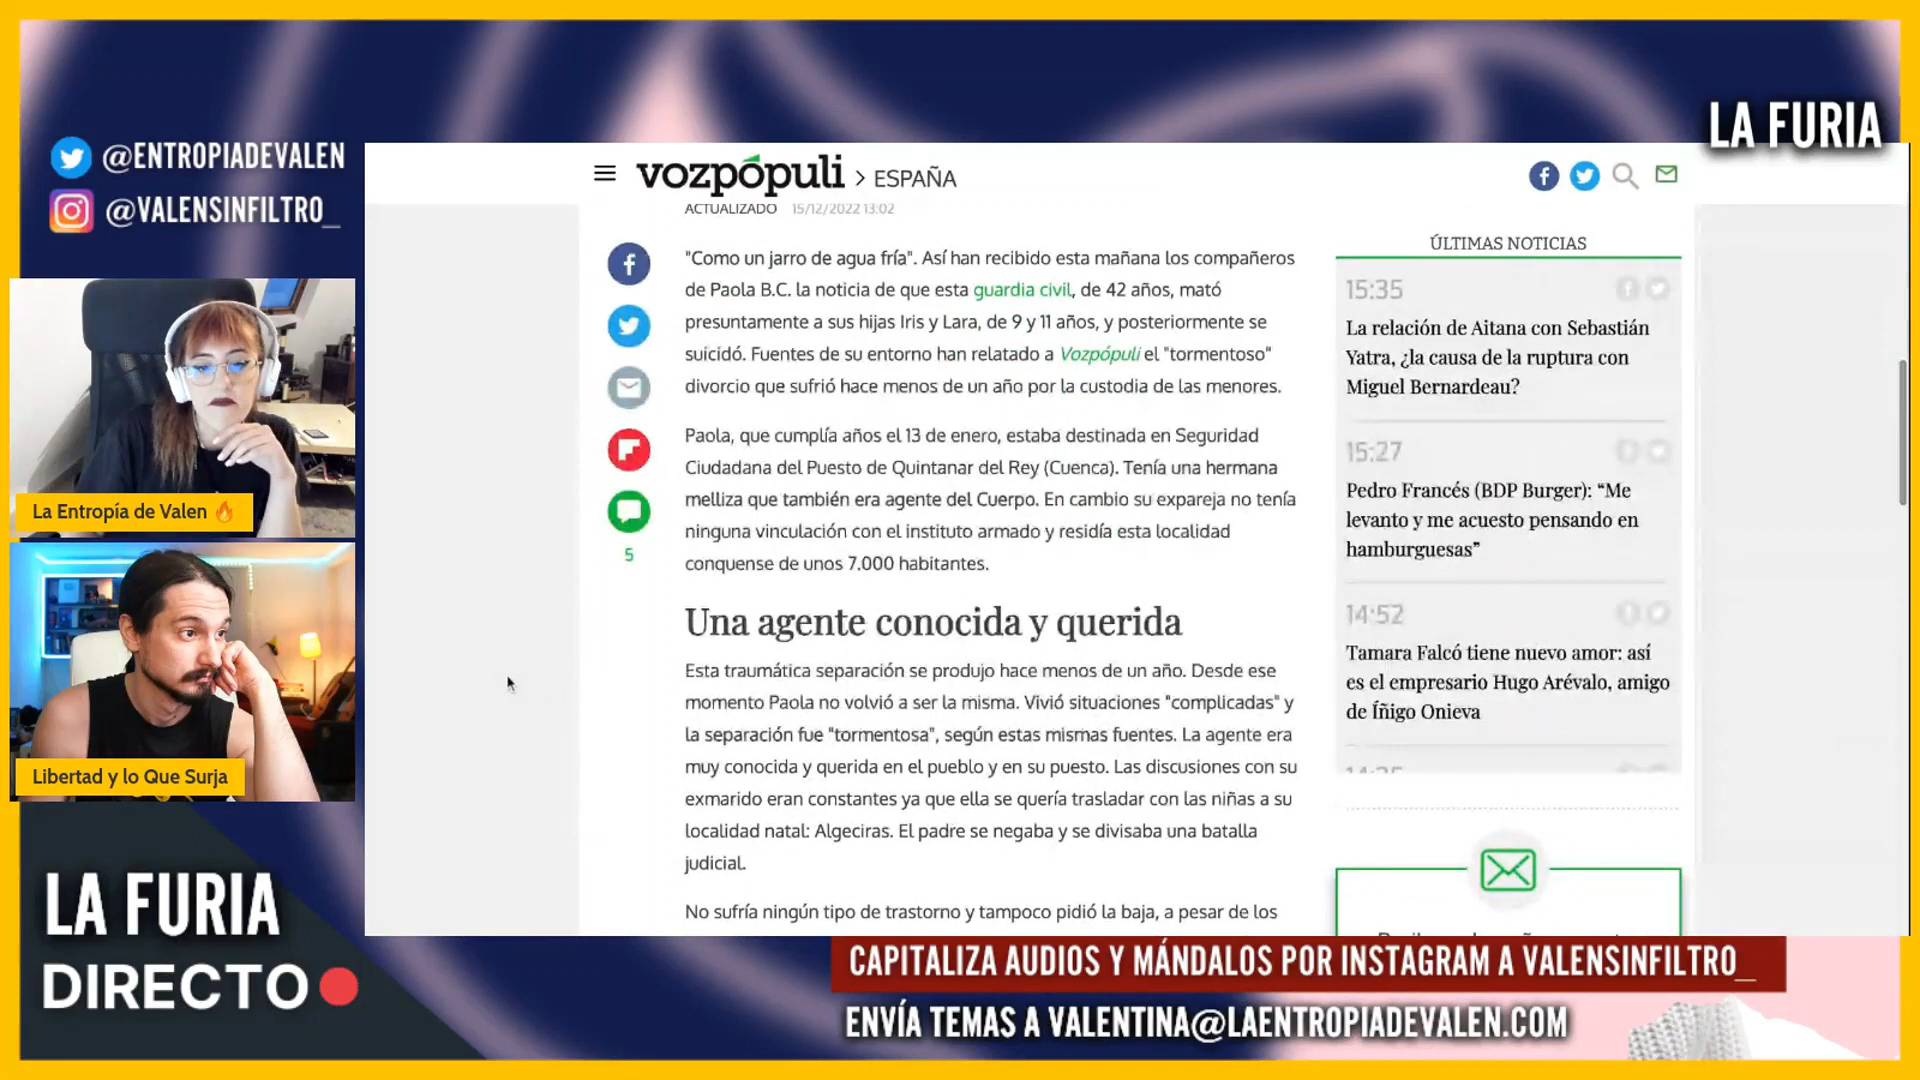 LA FURIA
@ENTROPIADEVALEN
@VALENSINFILTRO_
La Entropía de Valen
Libertad y lo Que Surja
LA FURIA
DIRECTO
vozpópuli > ESPAÑA
ACTUALIZADO 15/12/2022 13:02
"Como un jarro de agua fría". Así han recibido esta mañana los compañeros
de Paola B.C. la noticia de que esta guardia civil, de 42 años, mató
presuntamente a sus hijas Iris y Lara, de 9 y 11 años, y posteriormente se
suicidó. Fuentes de su entorno han relatado a Vozpópuli el "tormentoso"
divorcio que sufrió hace menos de un año por la custodia de las menores.
Paola, que cumplía años el 13 de enero, estaba destinada en Seguridad
Ciudadana del Puesto de Quintanar del Rey (Cuenca). Tenía una hermana
melliza que también era agente del Cuerpo. En cambio su expareja no tenía
ninguna vinculación con el instituto armado y residía esta localidad
conquense de unos 7.000 habitantes.
5
Una agente conocida y querida
Esta traumática separación se produjo hace menos de un año. Desde ese
momento Paola no volvió a ser la misma. Vivió situaciones "complicadas" y
la separación fue "tormentosa", según estas mismas fuentes. La agente era
muy conocida y querida en el pueblo y en su puesto. Las discusiones con su
exmarido eran constantes ya que ella se quería trasladar con las niñas a su
localidad natal: Algeciras. El padre se negaba y se divisaba una batalla
judicial.
No sufría ningún tipo de trastorno y tampoco pidió la baja, a pesar de los
ÚLTIMAS NOTICIAS
15:35
La relación de Aitana con Sebastián
Yatra, ¿la causa de la ruptura con
Miguel Bernardeau?
15:27
Pedro Francés (BDP Burger): “Me
levanto y me acuesto pensando en
hamburguesas”
14:52
Tamara Falcó tiene nuevo amor: así
es el empresario Hugo Arévalo, amigo
de Íñigo Onieva
CAPITALIZA AUDIOS Y MÁNDALOS POR INSTAGRAM A VALENSINFILTRO_
ENVÍA TEMAS A VALENTINA@LAENTROPIADEVALEN.COM